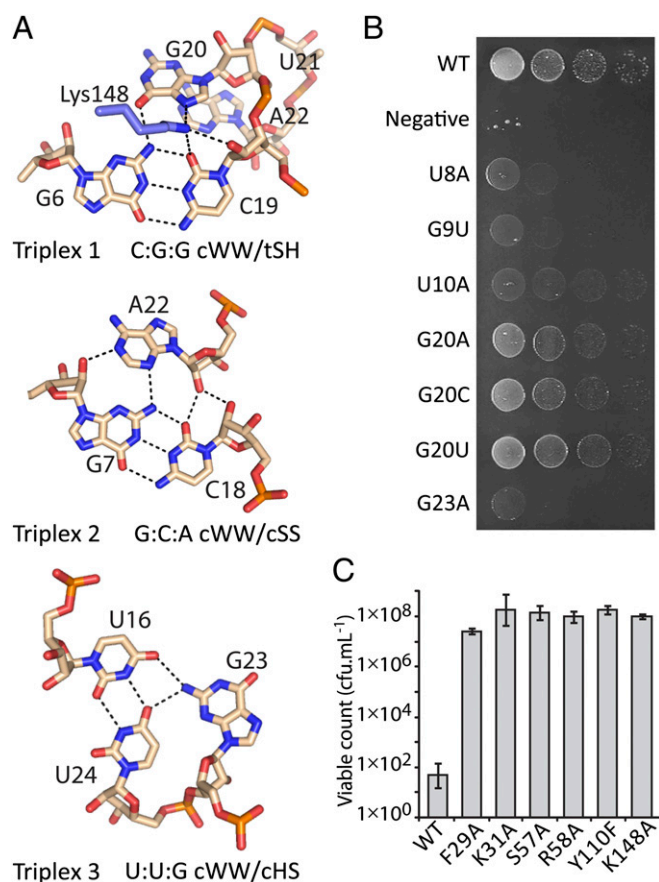 A
G20
U21
Lys148
A22
G6
C19
Triplex 1 C:G:G cWW/tSH
A22
G7
C18
Triplex 2 G:C:A cWW/cSS
U16
G23
U24
Triplex 3 U:U:G cWW/cHS
B
WT
Negative
U8A
G9U
U10A
G20A
G20C
G20U
G23A
C
Viable count (cfu.mL⁻¹)
1×10⁸
1×10⁶
1×10⁴
1×10²
1×10⁰
WT
F29A
K31A
S57A
R58A
Y110F
K148A